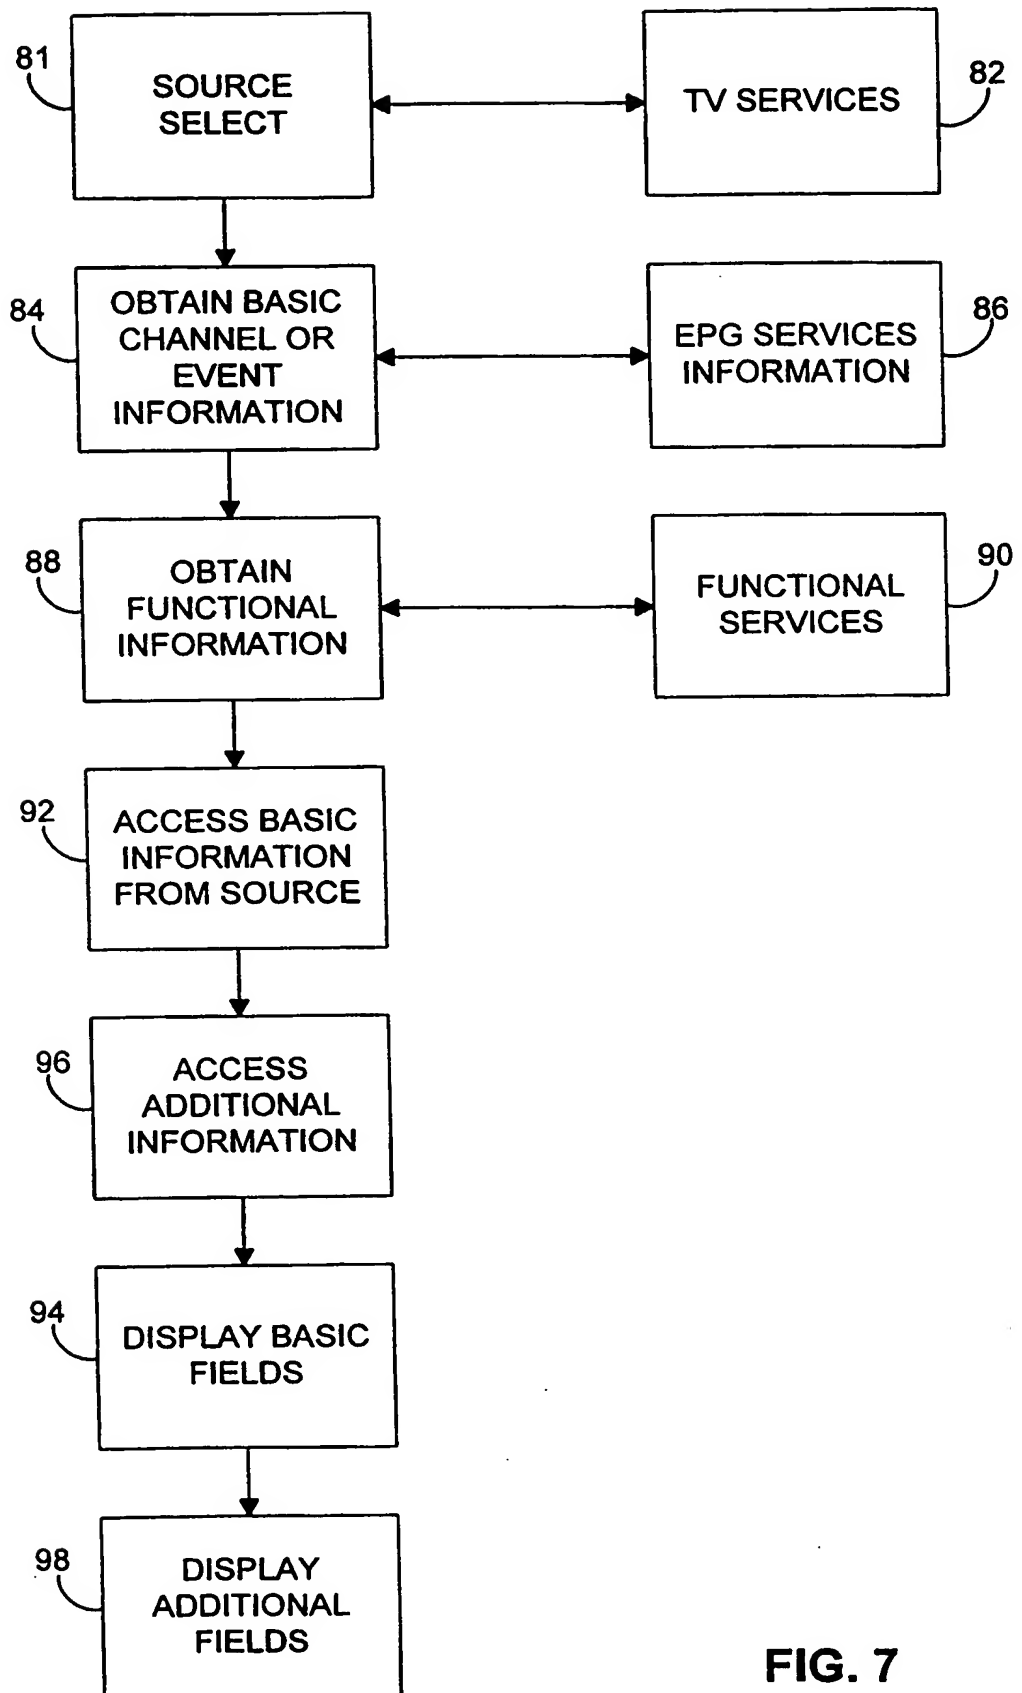 81
SOURCE
SELECT
TV SERVICES
82
84
OBTAIN BASIC
CHANNEL OR
EVENT
INFORMATION
EPG SERVICES
INFORMATION
86
88
OBTAIN
FUNCTIONAL
INFORMATION
FUNCTIONAL
SERVICES
90
92
ACCESS BASIC
INFORMATION
FROM SOURCE
96
ACCESS
ADDITIONAL
INFORMATION
94
DISPLAY BASIC
FIELDS
98
DISPLAY
ADDITIONAL
FIELDS
FIG. 7